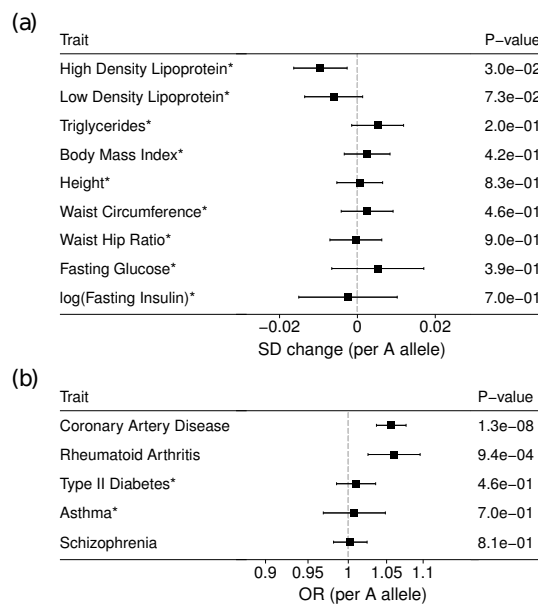 (a)
Trait P−value
High Density Lipoprotein* 3.0e−02
Low Density Lipoprotein* 7.3e−02
Triglycerides* 2.0e−01
Body Mass Index* 4.2e−01
Height* 8.3e−01
Waist Circumference* 4.6e−01
Waist Hip Ratio* 9.0e−01
Fasting Glucose* 3.9e−01
log(Fasting Insulin)* 7.0e−01
−0.02 0 0.02
SD change (per A allele)
(b)
Trait P−value
Coronary Artery Disease 1.3e−08
Rheumatoid Arthritis 9.4e−04
Type II Diabetes* 4.6e−01
Asthma* 7.0e−01
Schizophrenia 8.1e−01
0.9 0.95 1 1.05 1.1
OR (per A allele)